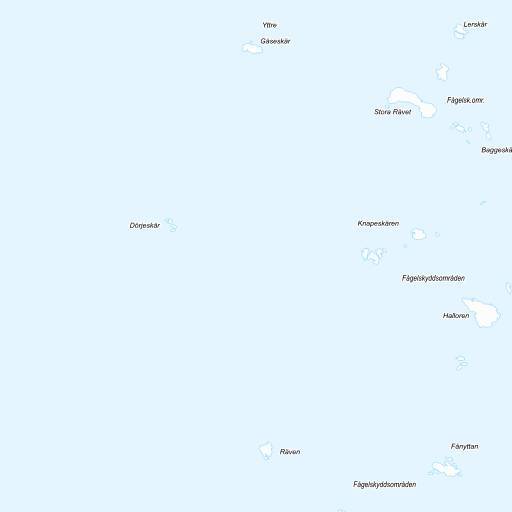 Yttre
Gåseskär
Lerskär
Fågelsk.omr.
Stora Rävet
Baggeskä
Dörjeskär
Knapeskären
Fågelskyddsområden
Halloren
Fånyttan
Räven
Fågelskyddsområden